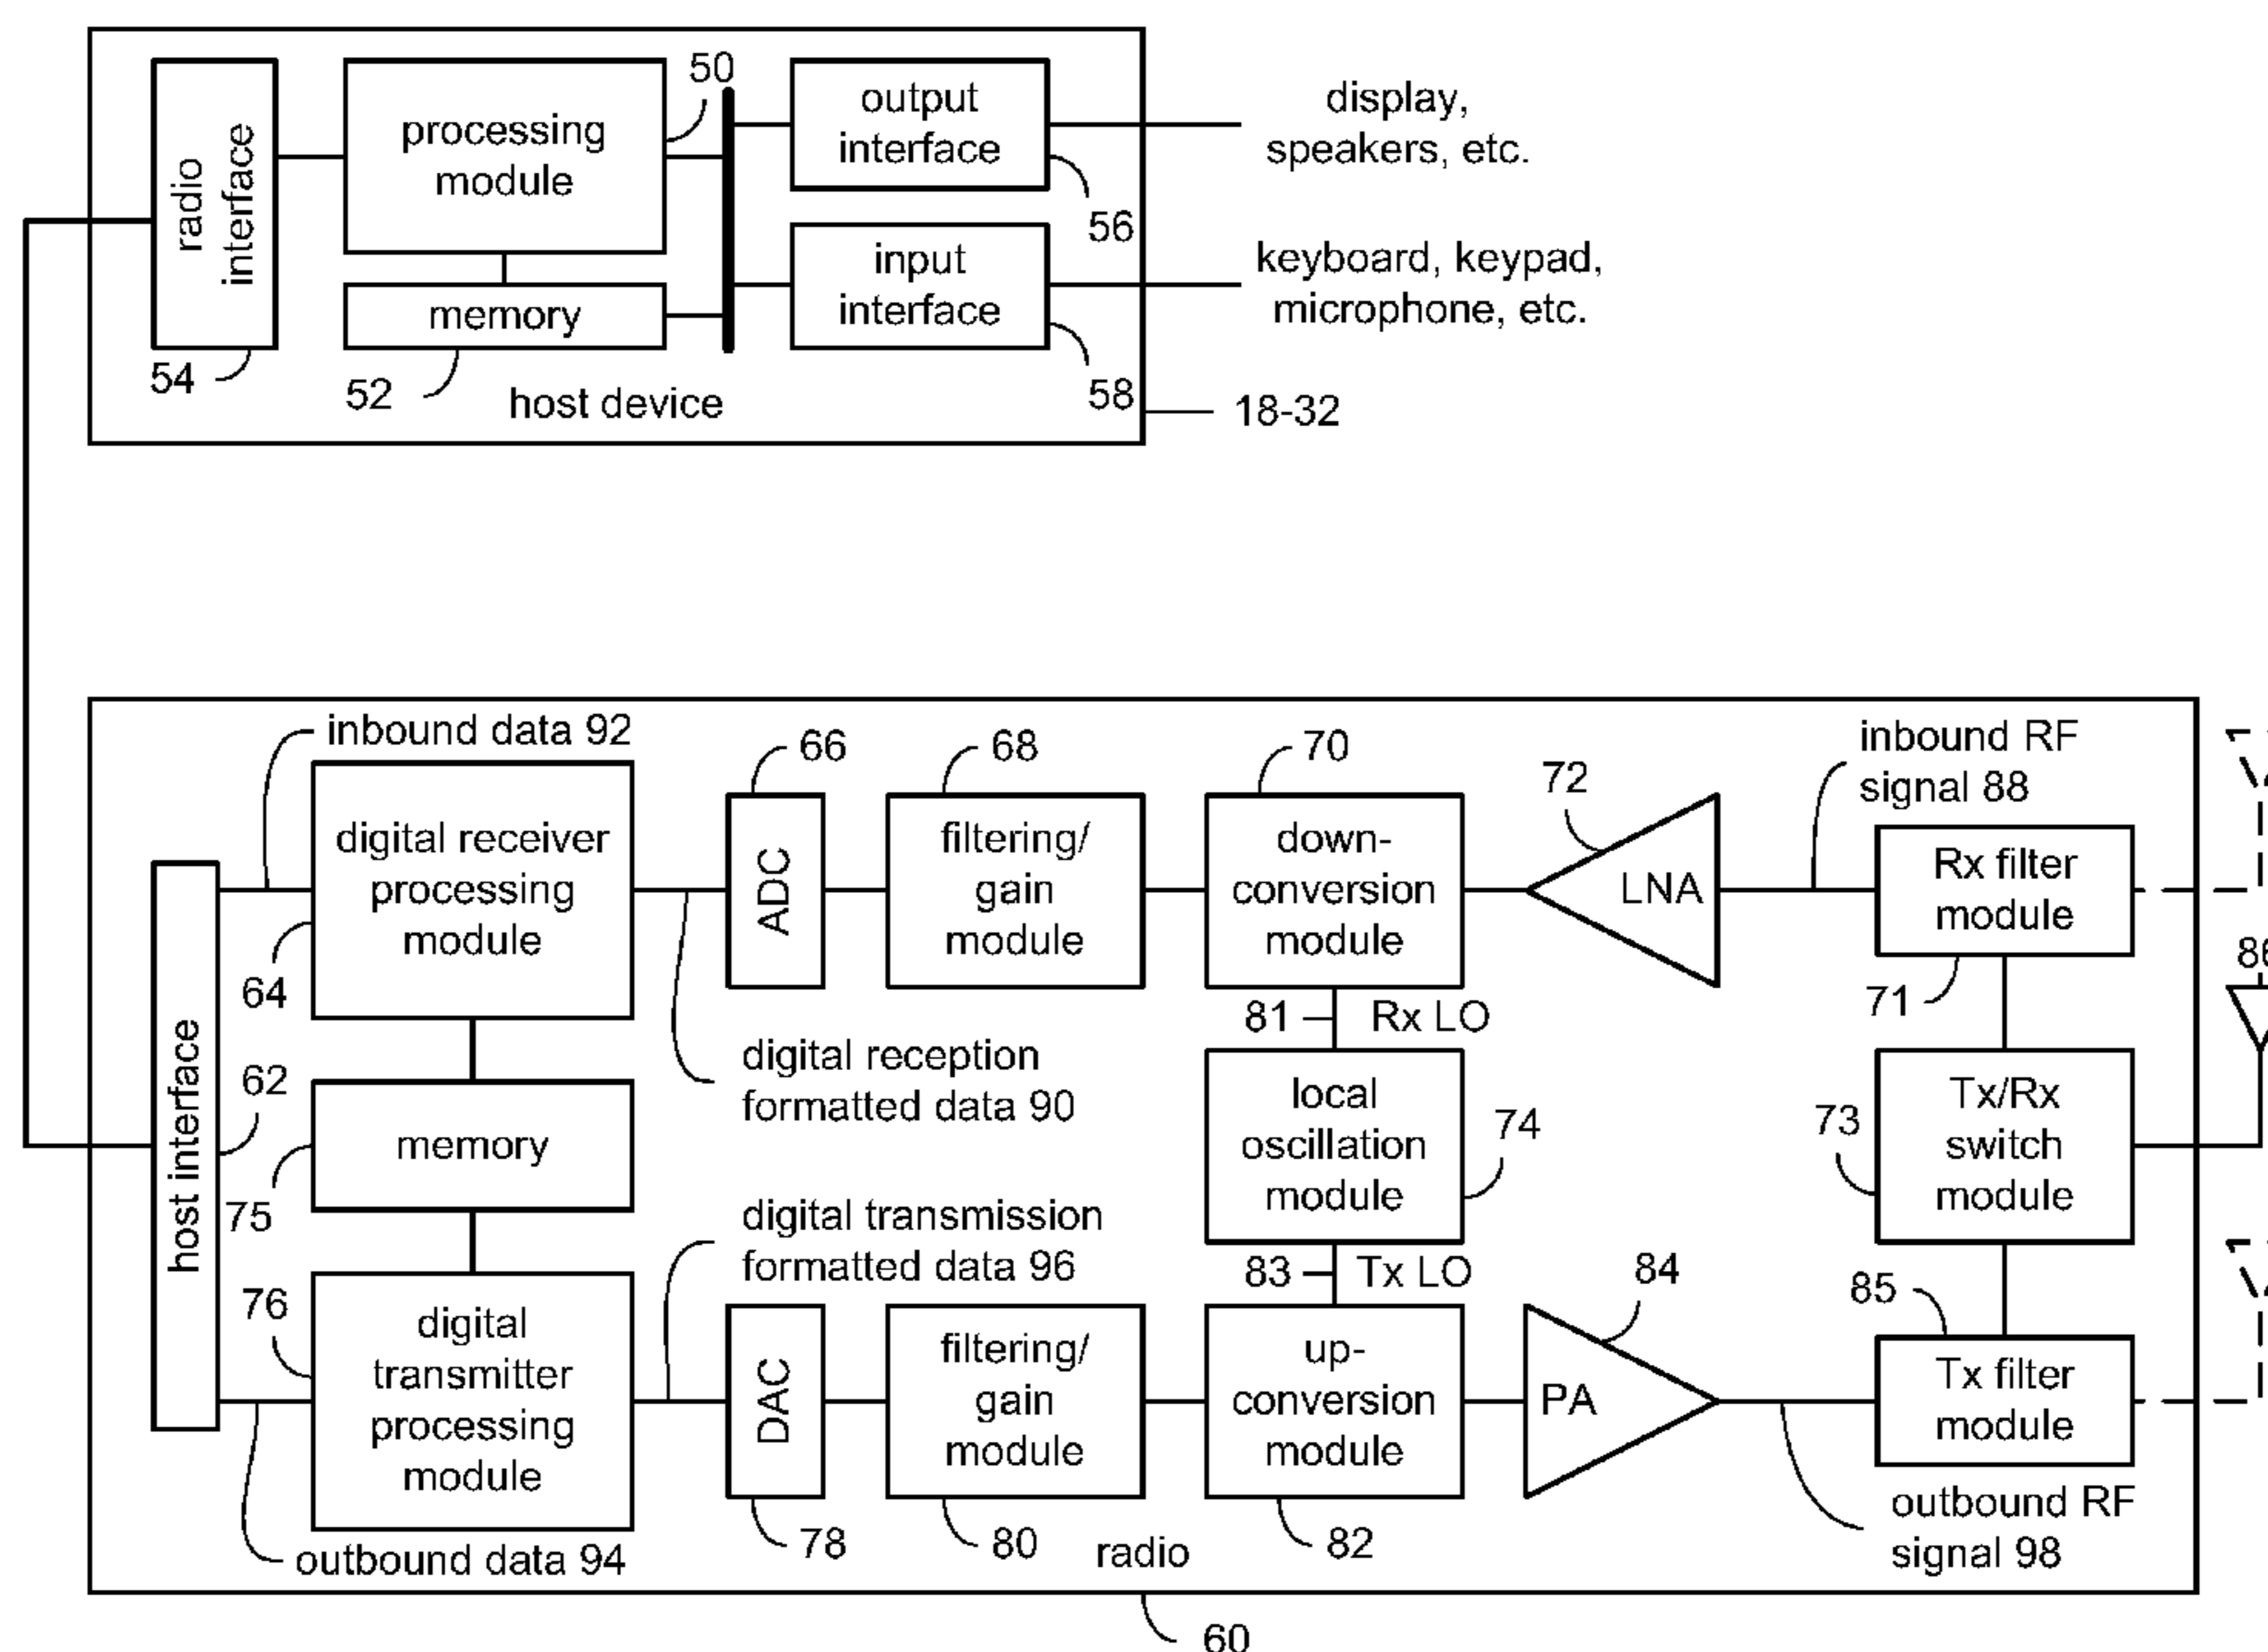 50
processing
module
radio
interface
output
interface
display,
speakers, etc.
56
input
interface
keyboard, keypad,
microphone, etc.
memory
54
52
58
host device
18-32
inbound data 92
66
68
70
72
inbound RF
signal 88
digital receiver
processing
module
ADC
filtering/
gain
module
down-
conversion
module
LNA
Rx filter
module
86
64
71
81
Rx LO
host interface
62
digital reception
formatted data 90
memory
local
oscillation
module
74
73
Tx/Rx
switch
module
75
digital transmission
formatted data 96
83
Tx LO
84
85
76
digital
transmitter
processing
module
DAC
filtering/
gain
module
up-
conversion
module
PA
Tx filter
module
outbound data 94
78
80
82
radio
outbound RF
signal 98
60